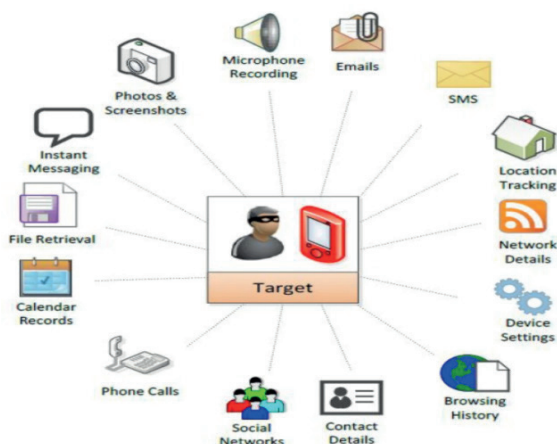 Microphone
Recording
Emails
SMS
Photos &
Screenshots
Instant
Messaging
Location
Tracking
File Retrieval
Network
Details
Target
Calendar
Records
Device
Settings
Phone Calls
Browsing
History
Social
Networks
Contact
Details